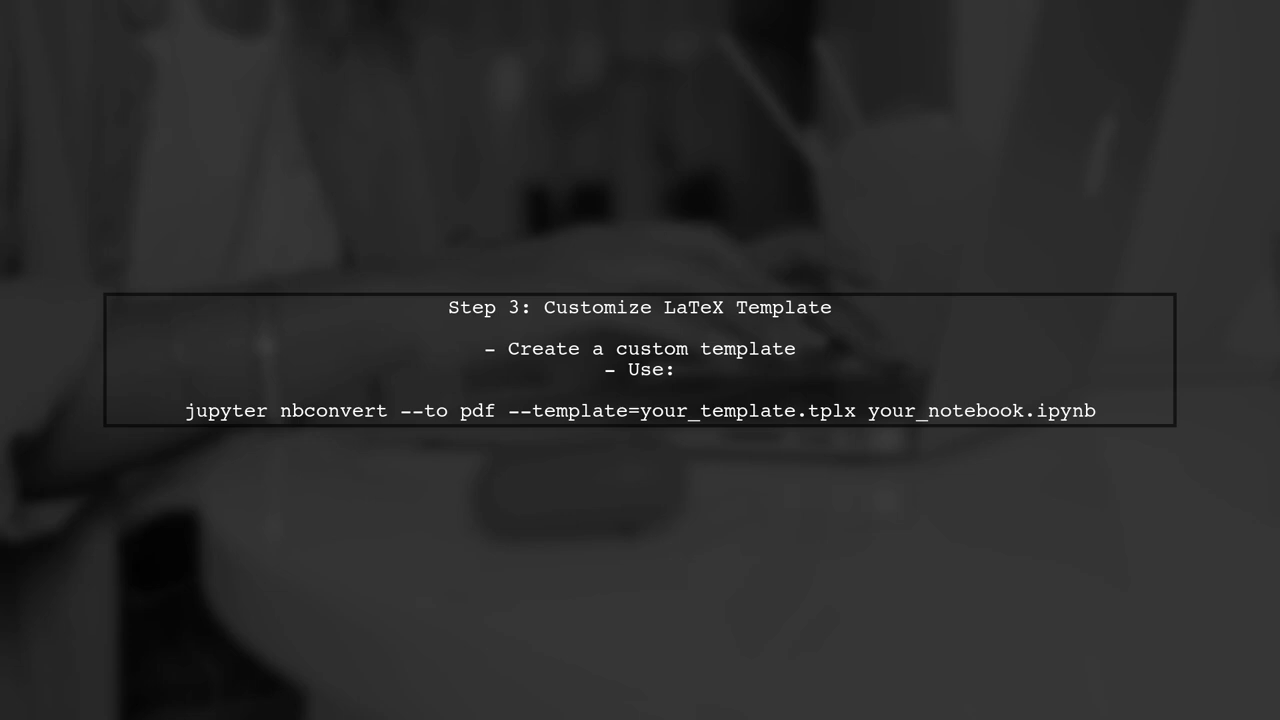 Step 3: Customize LaTeX Template
- Create a custom template
- Use:
jupyter nbconvert --to pdf --template=your_template.tplx your_notebook.ipynb